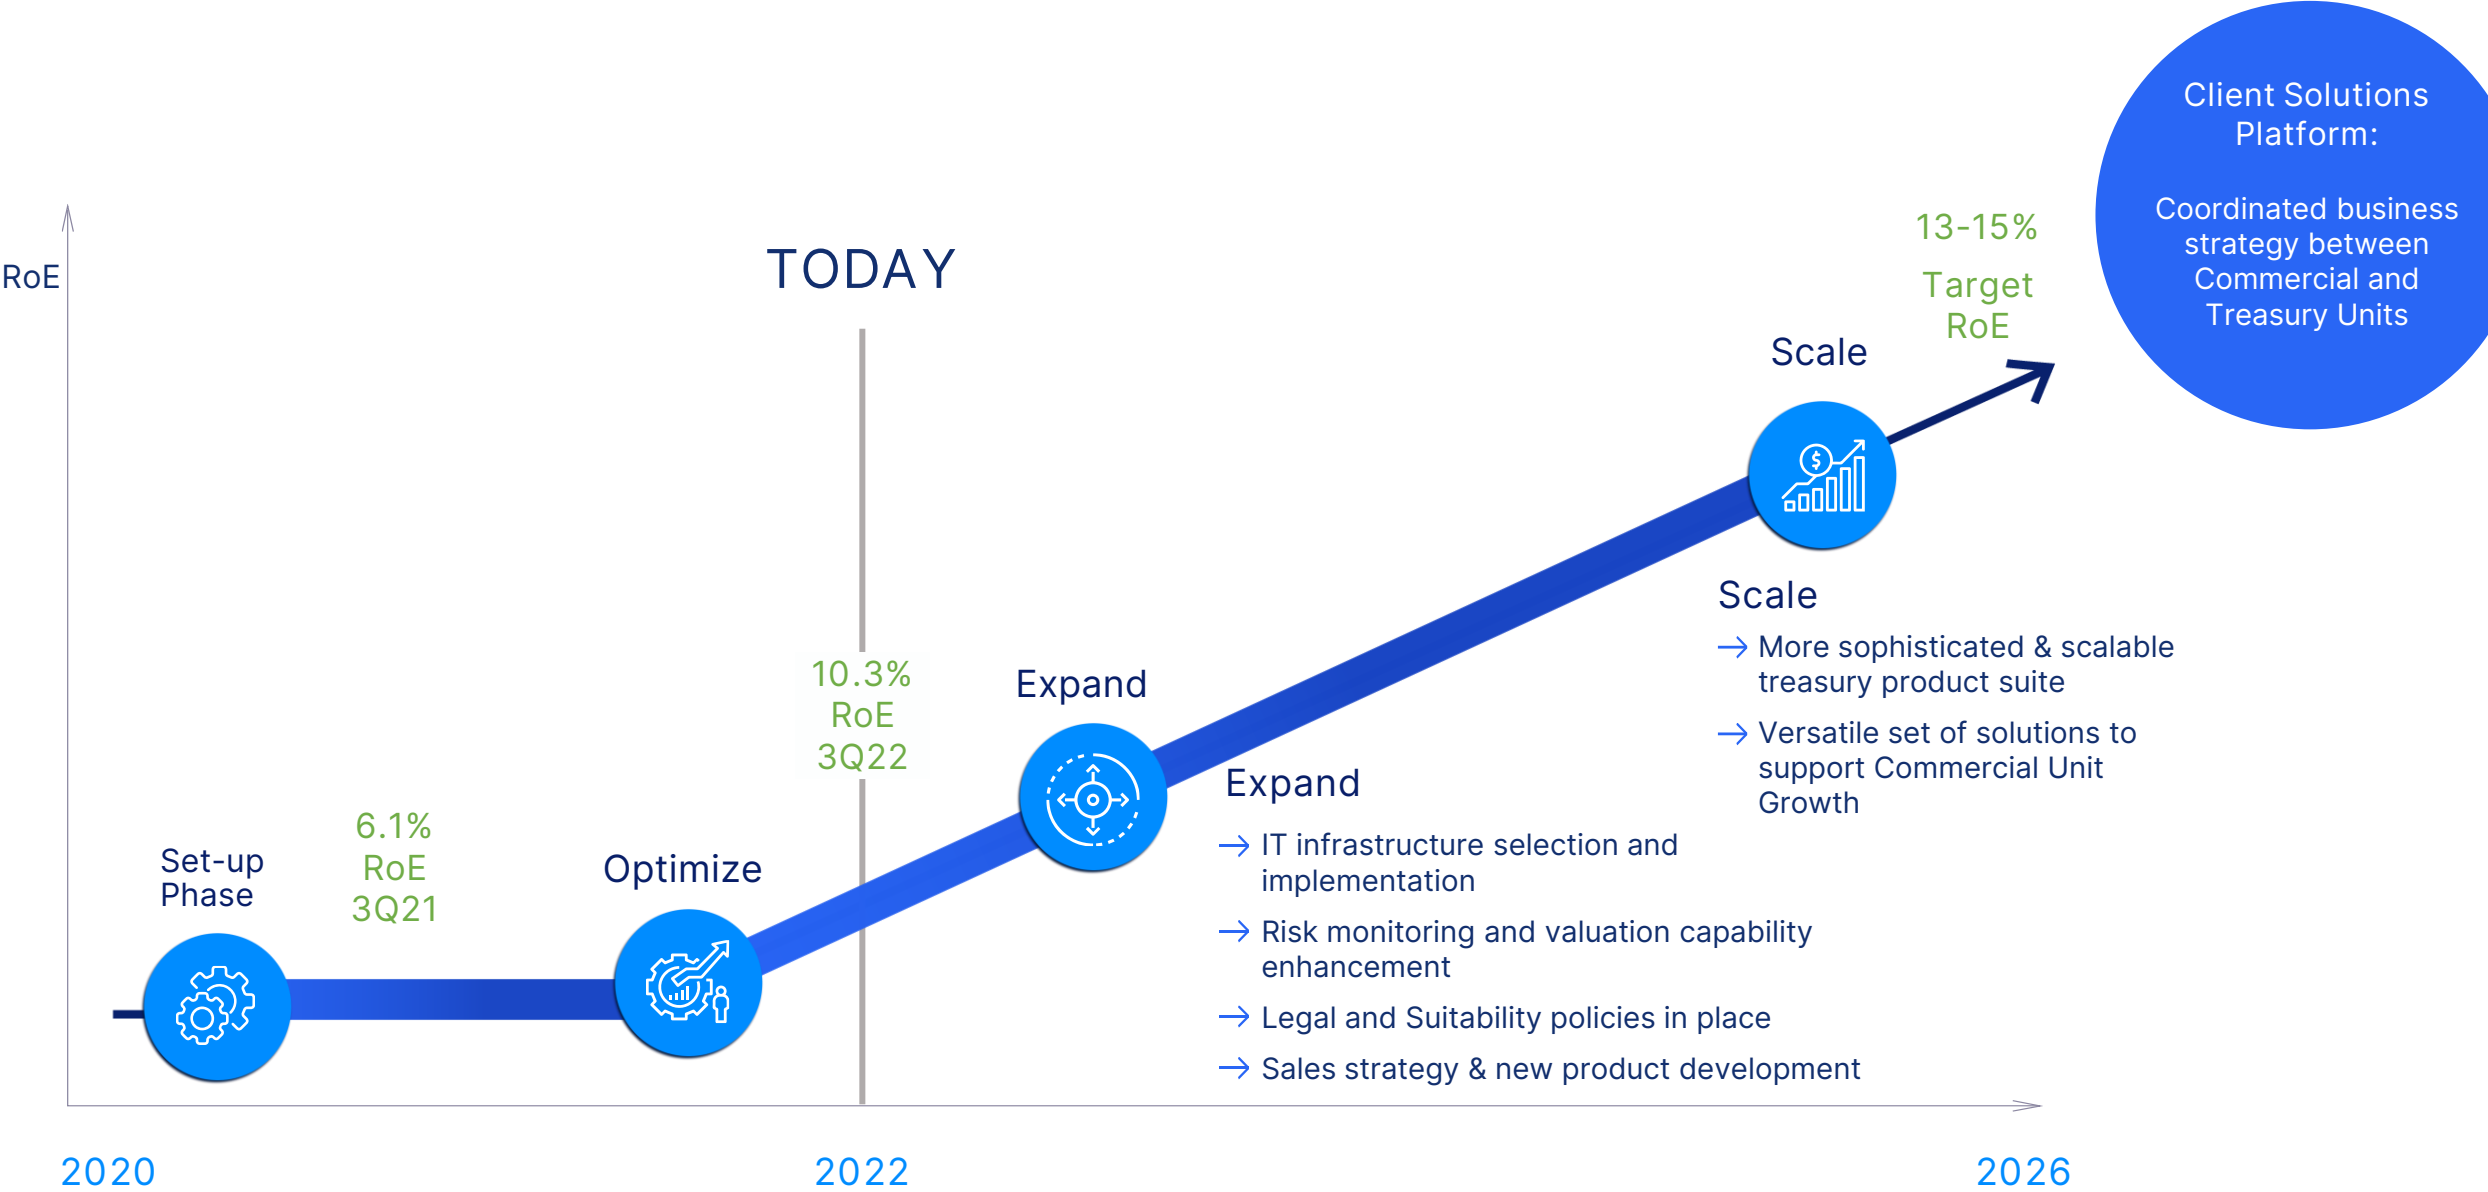 Client Solutions
Platform:
Coordinated business
strategy between
Commercial and
Treasury Units
RoE
TODAY
13-15%
Target
RoE
Scale
Scale
More sophisticated & scalable
treasury product suite
Versatile set of solutions to
support Commercial Unit
Growth
10.3%
RoE
3Q22
Expand
Expand
IT infrastructure selection and
implementation
Risk monitoring and valuation capability
enhancement
Legal and Suitability policies in place
Sales strategy & new product development
6.1%
RoE
3Q21
Set-up
Phase
Optimize
$
2020
2022
2026